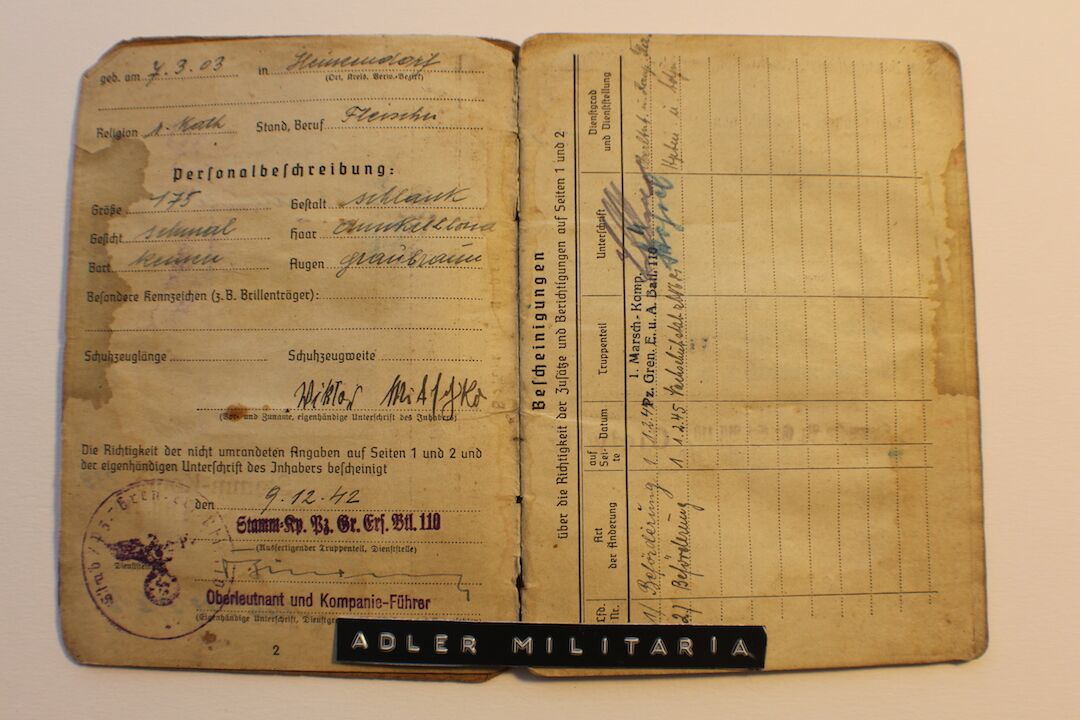 geb. am 7.3.03 in
(Ort, Kreis, Verw.-Bezirk)
Religion r. Kath Stand, Beruf Fleischer
Personalbeschreibung:
Größe 175 Gestalt schlank
Gesicht schmal Haar dunkelblond
Bart keinen Augen graubraun
Besondere Kennzeichen (z.B. Brillenträger):
Schuhzeuglänge Schuhzeugweite
Wiktor
(Vor- und Zuname, eigenhändige Unterschrift des Inhabers)
Die Richtigkeit der nicht umrandeten Angaben auf Seiten 1 und 2 und
der eigenhändigen Unterschrift des Inhabers bescheinigt
den 9.12.42
Stamm-Kp. Pz. Gr. Ers. Btl. 110
(Ausfertigender Truppenteil, Dienststelle)
Oberleutnant und Kompanie-Führer
(Eigenhändige Unterschrift,
2
Bescheinigungen
über die Richtigkeit der Zusätze und Berichtigungen auf Seiten 1 und 2
Lfd. Nr.
Art der Änderung
auf Seite
Datum
Truppenteil
Unterschrift
Dienstgrad und Dienststellung
1) Beförderung 1
1. Marsch-Komp.
Pz. Gren. E. u. A. Batl. 110
2) Beförderung 1 1.2.45
ADLER MILITARIA